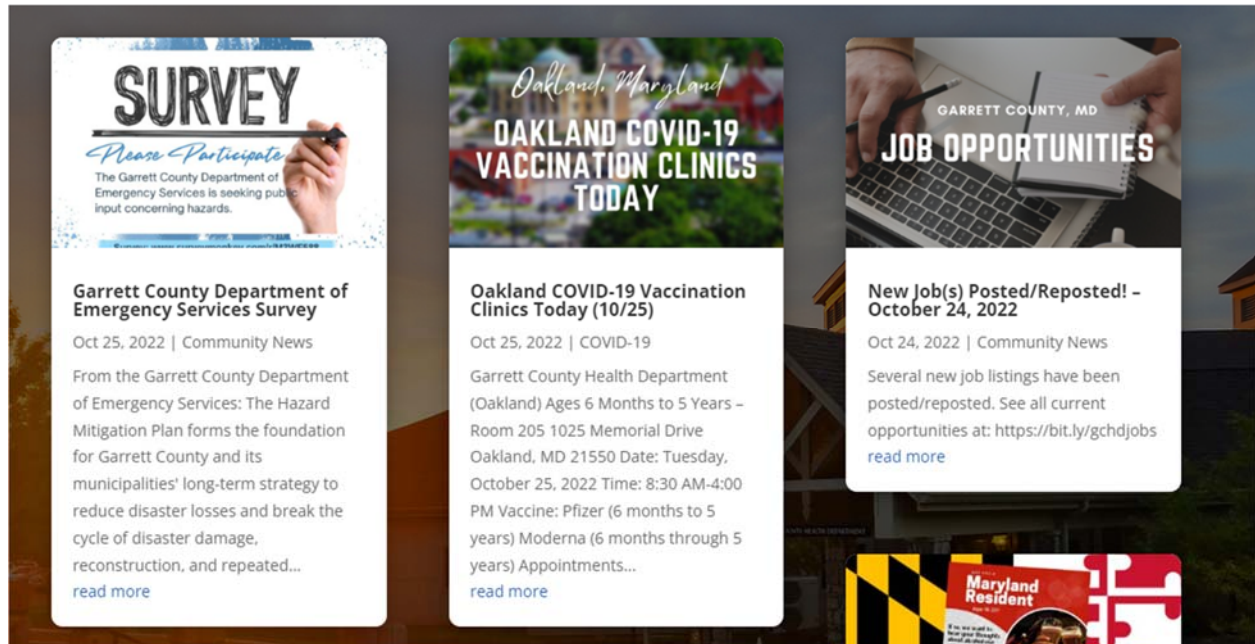 SURVEY
Please Participate
The Garrett County Department of
Emergency Services is seeking public
input concerning hazards.
Garrett County Department of
Emergency Services Survey
Oct 25, 2022 | Community News
From the Garrett County Department
of Emergency Services: The Hazard
Mitigation Plan forms the foundation
for Garrett County and its
municipalities' long-term strategy to
reduce disaster losses and break the
cycle of disaster damage,
reconstruction, and repeated...
read more
Oakland, Maryland
OAKLAND COVID-19
VACCINATION CLINICS
TODAY
Oakland COVID-19 Vaccination
Clinics Today (10/25)
Oct 25, 2022 | COVID-19
Garrett County Health Department
(Oakland) Ages 6 Months to 5 Years –
Room 205 1025 Memorial Drive
Oakland, MD 21550 Date: Tuesday,
October 25, 2022 Time: 8:30 AM-4:00
PM Vaccine: Pfizer (6 months to 5
years) Moderna (6 months through 5
years) Appointments...
read more
GARRETT COUNTY, MD
JOB OPPORTUNITIES
New Job(s) Posted/Reposted! –
October 24, 2022
Oct 24, 2022 | Community News
Several new job listings have been
posted/reposted. See all current
opportunities at: https://bit.ly/gchdjobs
read more
Maryland
Resident